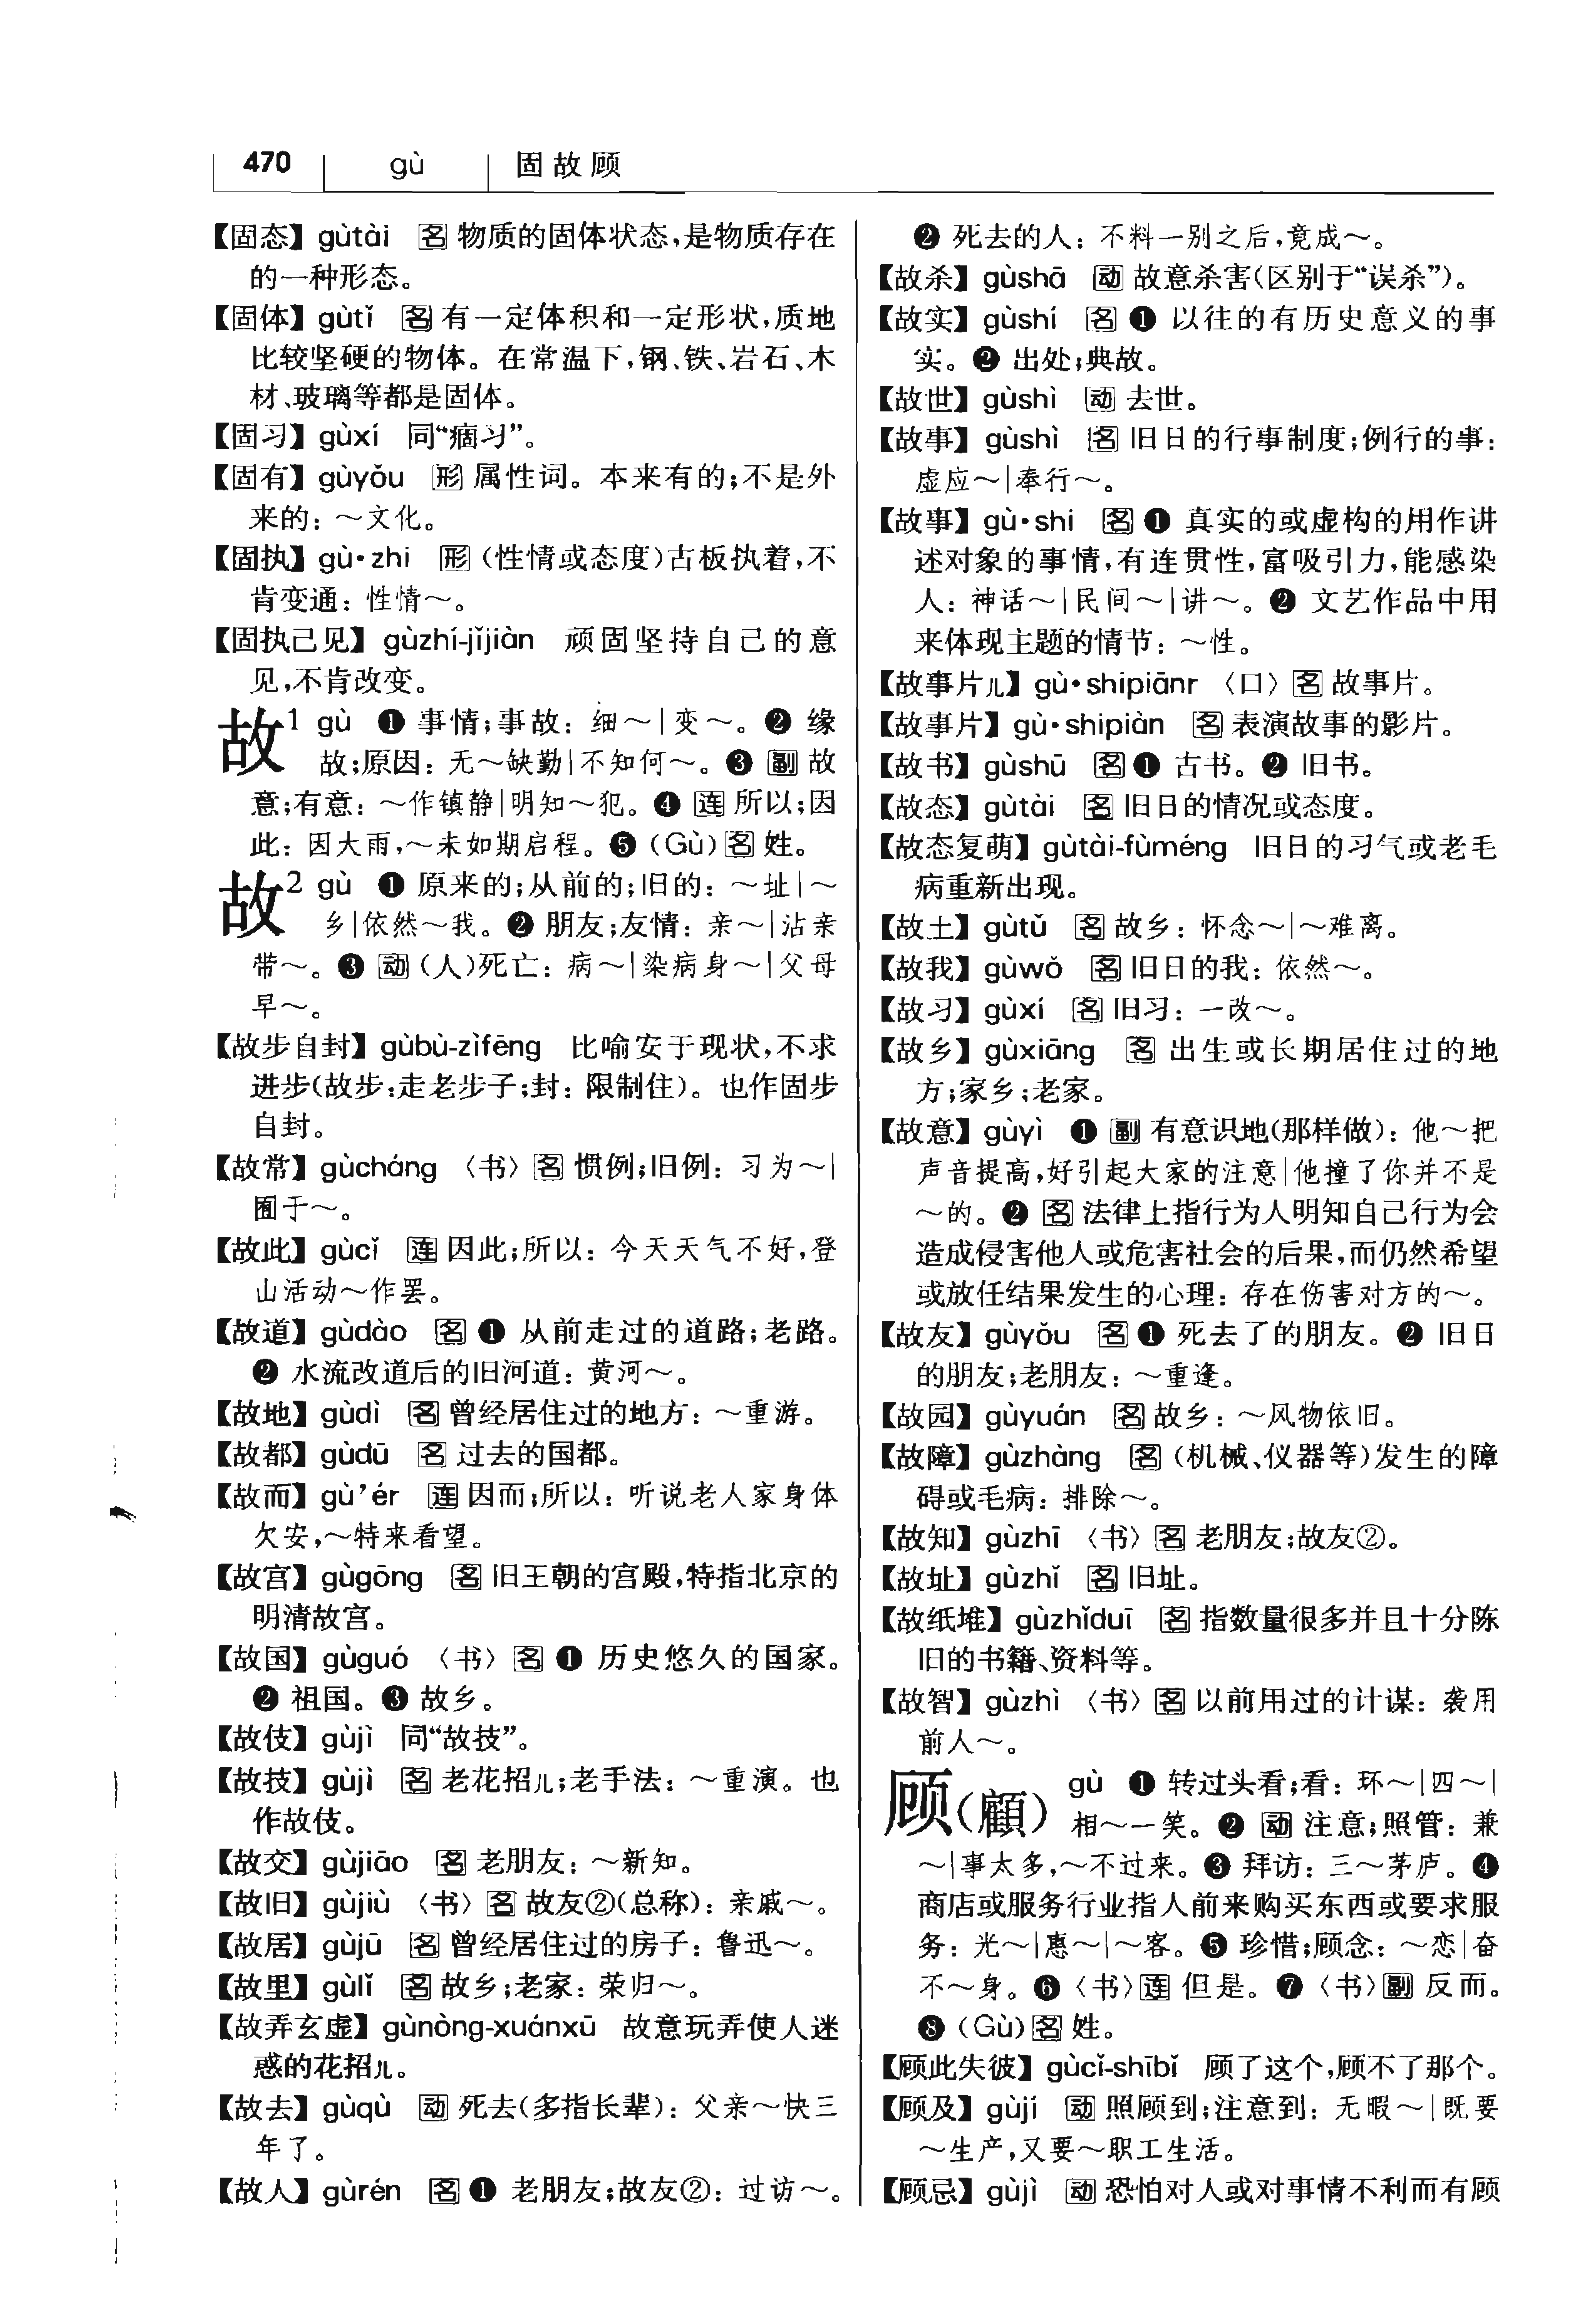 470 gù 固故顾
【固态】 gùtài 名 物质的固体状态,是物质存在
的一种形态。
【固体】 gùtǐ 名 有一定体积和一定形状,质地
比较坚硬的物体。在常温下,钢、铁、岩石、木
材、玻璃等都是固体。
【固习】 gùxí 同“痼习”。
【固有】 gùyǒu 形 属性词。本来有的;不是外
来的: ～文化。
【固执】 gù·zhi 形 (性情或态度)古板执着,不
肯变通: 性情～。
【固执己见】 gùzhí-jǐjiàn 顽固坚持自己的意
见,不肯改变。
故1 gù ❶ 事情;事故: 细～|变～。❷ 缘
故;原因: 无～缺勤|不知何～。❸ 副 故
意;有意: ～作镇静|明知～犯。❹ 连 所以;因
此: 因大雨,～未如期启程。❺ (Gù) 名 姓。
故2 gù ❶ 原来的;从前的;旧的: ～址|～
乡|依然～我。❷ 朋友;友情: 亲～|沾亲
带～。❸ 动 (人)死亡: 病～|染病身～|父母
早～。
【故步自封】 gùbù-zìfēng 比喻安于现状,不求
进步(故步:走老步子;封: 限制住)。也作固步
自封。
【故常】 gùcháng 〈书〉 名 惯例;旧例: 习为～|
囿于～。
【故此】 gùcǐ 连 因此;所以: 今天天气不好,登
山活动～作罢。
【故道】 gùdào 名 ❶ 从前走过的道路;老路。
❷ 水流改道后的旧河道: 黄河～。
【故地】 gùdì 名 曾经居住过的地方: ～重游。
【故都】 gùdū 名 过去的国都。
【故而】 gù’ér 连 因而;所以: 听说老人家身体
欠安,～特来看望。
【故宫】 gùgōng 名 旧王朝的宫殿,特指北京的
明清故宫。
【故国】 gùguó 〈书〉 名 ❶ 历史悠久的国家。
❷ 祖国。❸ 故乡。
【故伎】 gùjì 同“故技”。
【故技】 gùjì 名 老花招儿;老手法: ～重演。也
作故伎。
【故交】 gùjiāo 名 老朋友: ～新知。
【故旧】 gùjiù 〈书〉 名 故友②(总称): 亲戚～。
【故居】 gùjū 名 曾经居住过的房子: 鲁迅～。
【故里】 gùlǐ 名 故乡;老家: 荣归～。
【故弄玄虚】 gùnòng-xuánxū 故意玩弄使人迷
惑的花招儿。
【故去】 gùqù 动 死去(多指长辈): 父亲～快三
年了。
【故人】 gùrén 名 ❶ 老朋友;故友②: 过访～。
❷ 死去的人: 不料一别之后,竟成～。
【故杀】 gùshā 动 故意杀害(区别于“误杀”)。
【故实】 gùshí 名 ❶ 以往的有历史意义的事
实。❷ 出处;典故。
【故世】 gùshì 动 去世。
【故事】 gùshì 名 旧日的行事制度;例行的事:
虚应～|奉行～。
【故事】 gù·shi 名 ❶ 真实的或虚构的用作讲
述对象的事情,有连贯性,富吸引力,能感染
人: 神话～|民间～|讲～。❷ 文艺作品中用
来体现主题的情节: ～性。
【故事片儿】 gù·shipiānr 〈口〉 名 故事片。
【故事片】 gù·shipiàn 名 表演故事的影片。
【故书】 gùshū 名 ❶ 古书。❷ 旧书。
【故态】 gùtài 名 旧日的情况或态度。
【故态复萌】 gùtài-fùméng 旧日的习气或老毛
病重新出现。
【故土】 gùtǔ 名 故乡: 怀念～|～难离。
【故我】 gùwǒ 名 旧日的我: 依然～。
【故习】 gùxí 名 旧习: 一改～。
【故乡】 gùxiāng 名 出生或长期居住过的地
方;家乡;老家。
【故意】 gùyì ❶ 副 有意识地(那样做): 他～把
声音提高,好引起大家的注意|他撞了你并不是
～的。❷ 名 法律上指行为人明知自己行为会
造成侵害他人或危害社会的后果,而仍然希望
或放任结果发生的心理: 存在伤害对方的～。
【故友】 gùyǒu 名 ❶ 死去了的朋友。❷ 旧日
的朋友;老朋友: ～重逢。
【故园】 gùyuán 名 故乡: ～风物依旧。
【故障】 gùzhàng 名 (机械、仪器等)发生的障
碍或毛病: 排除～。
【故知】 gùzhī 〈书〉 名 老朋友;故友②。
【故址】 gùzhǐ 名 旧址。
【故纸堆】 gùzhǐduī 名 指数量很多并且十分陈
旧的书籍、资料等。
【故智】 gùzhì 〈书〉 名 以前用过的计谋: 袭用
前人～。
顾(顧) gù ❶ 转过头看;看: 环～|四～|
相～一笑。❷ 动 注意;照管: 兼
～|事太多,～不过来。❸ 拜访: 三～茅庐。❹
商店或服务行业指人前来购买东西或要求服
务: 光～|惠～|～客。❺ 珍惜;顾念: ～恋|奋
不～身。❻〈书〉 连 但是。❼〈书〉 副 反而。
❽ (Gù) 名 姓。
【顾此失彼】 gùcǐ-shībǐ 顾了这个,顾不了那个。
【顾及】 gùjí 动 照顾到;注意到: 无暇～|既要
～生产,又要～职工生活。
【顾忌】 gùjì 动 恐怕对人或对事情不利而有顾